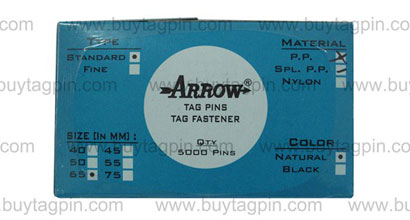 www.buytagpin.com www.buytagpin.com www.buytagpin.com
TYPE
STANDARD
FINE
MATERIAL
P.P.
SPL. P.P.
NYLON
ARROW®
TAG PINS
TAG FASTENER
QTY
5000 PINS
SIZE [IN MM] :
40 45
50 55
65 75
COLOR
NATURAL
BLACK
www.buytagpin.com www.buytagpin.com www.buytagpin.com